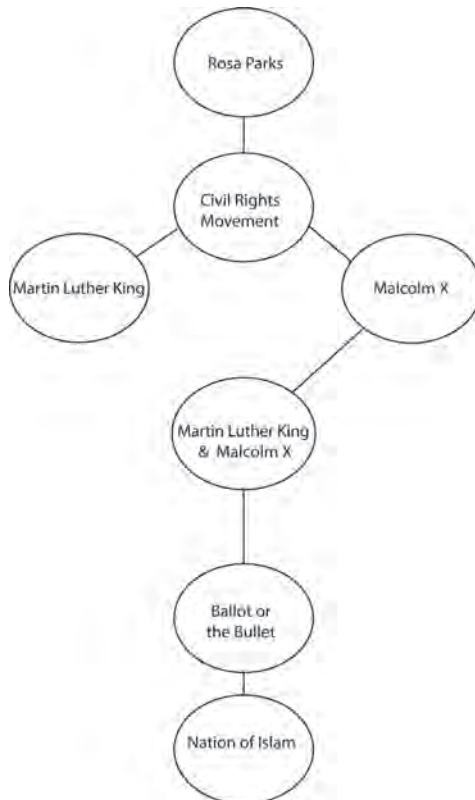 Rosa Parks
Civil Rights
Movement
Martin Luther King
Malcolm X
Martin Luther King
& Malcolm X
Ballot or
the Bullet
Nation of Islam